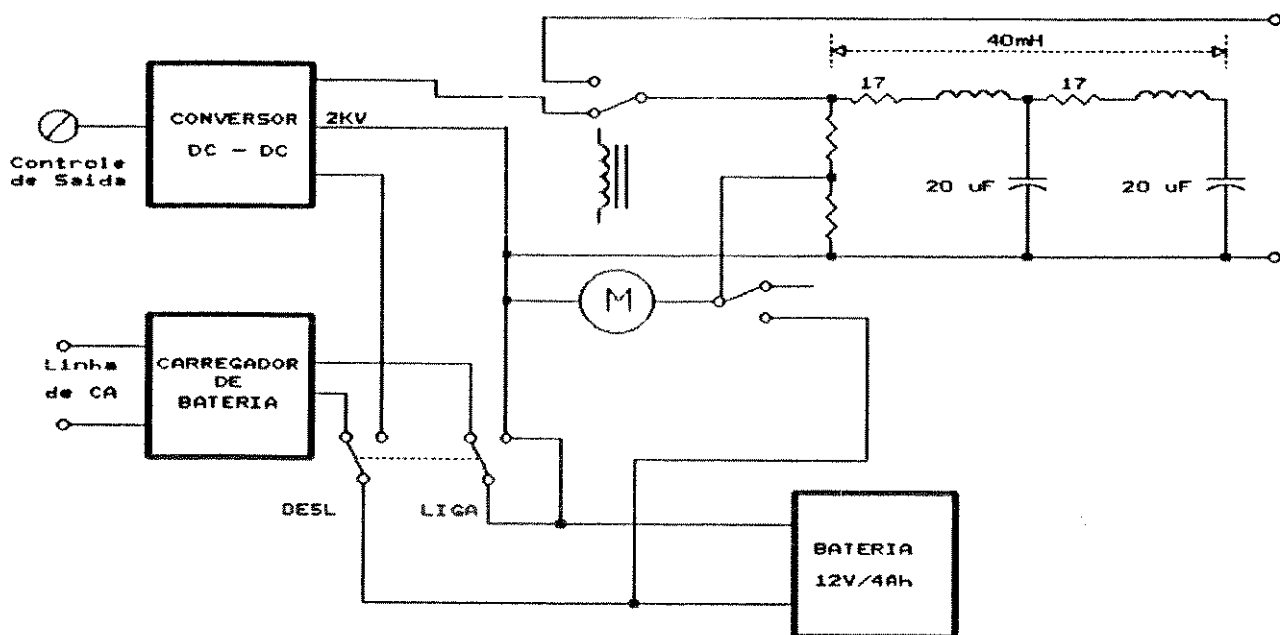 40mH
17
17
CONVERSOR
DC - DC
2KV
Controle
de Saida
20 uF
20 uF
M
Linha
de CA
CARREGADOR
DE
BATERIA
DESL
LIGA
BATERIA
12V/4Ah